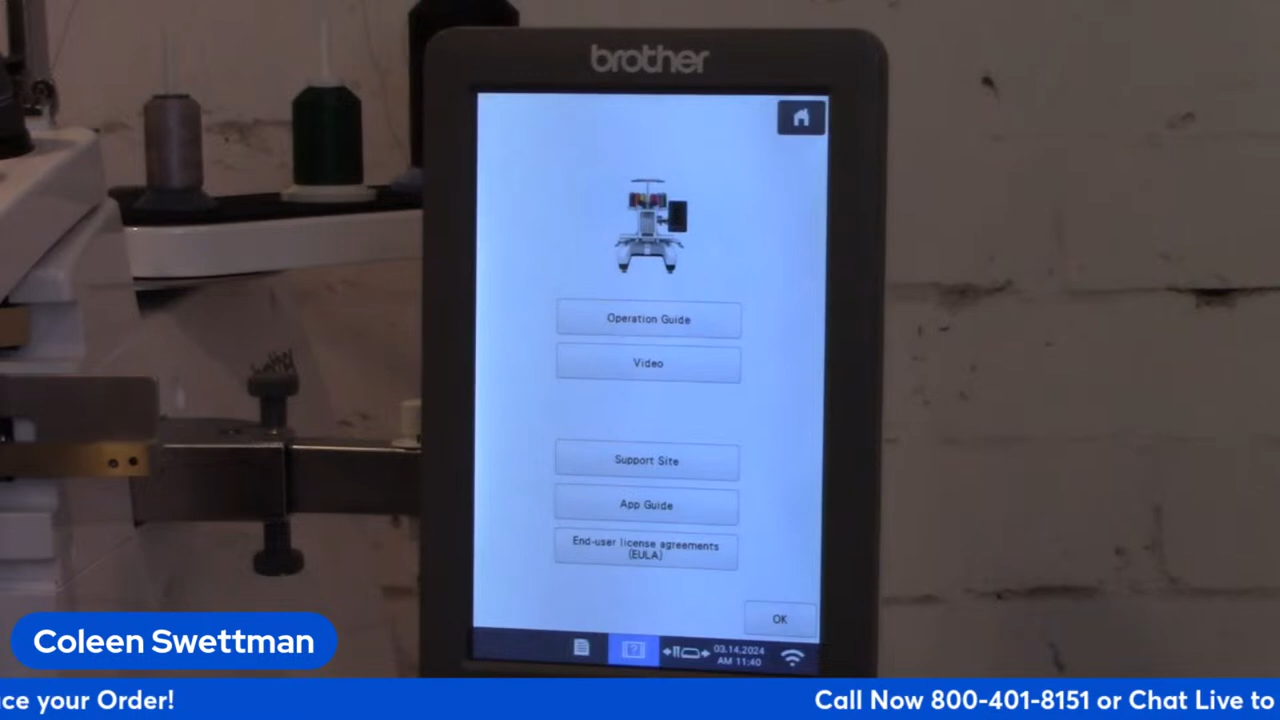 brother
Operation Guide
Video
Support Site
App Guide
End-user license agreements
(EULA)
OK
03.14.2024
AM 11:40
Coleen Swettman
ace your Order!
Call Now 800-401-8151 or Chat Live to